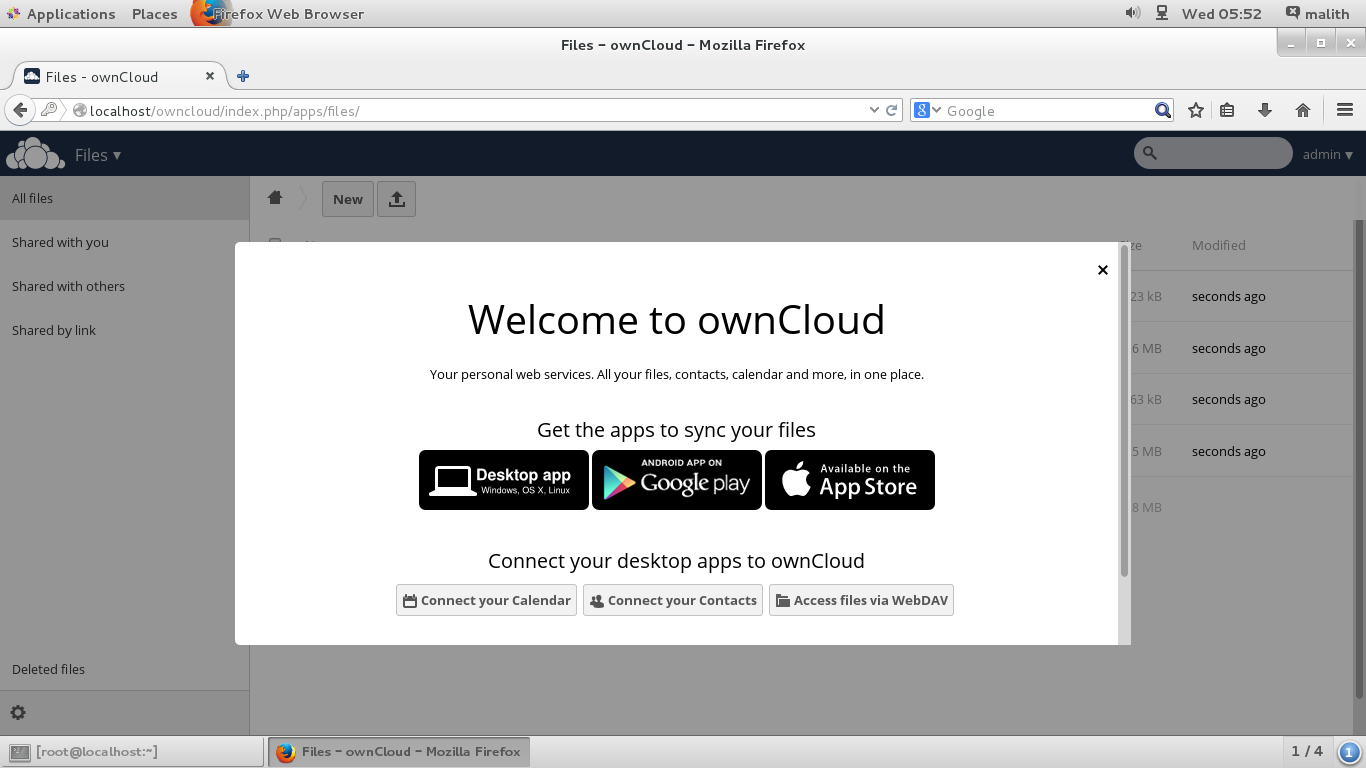 Applications Places Firefox Web Browser Wed 05:52 malith
Files - ownCloud - Mozilla Firefox
Files - ownCloud
localhost/owncloud/index.php/apps/files/ 8 Google
Files ▾ admin ▾
All files
New
Shared with you
Modified
Shared with others
23 kB seconds ago
Shared by link
6 MB seconds ago
63 kB seconds ago
5 MB seconds ago
8 MB
Welcome to ownCloud
Your personal web services. All your files, contacts, calendar and more, in one place.
Get the apps to sync your files
Desktop app
Windows, OS X, Linux
ANDROID APP ON
Google play
Available on the
App Store
Connect your desktop apps to ownCloud
Connect your Calendar Connect your Contacts Access files via WebDAV
Deleted files
[root@localhost:~] Files - ownCloud - Mozilla Firefox 1 / 4 1